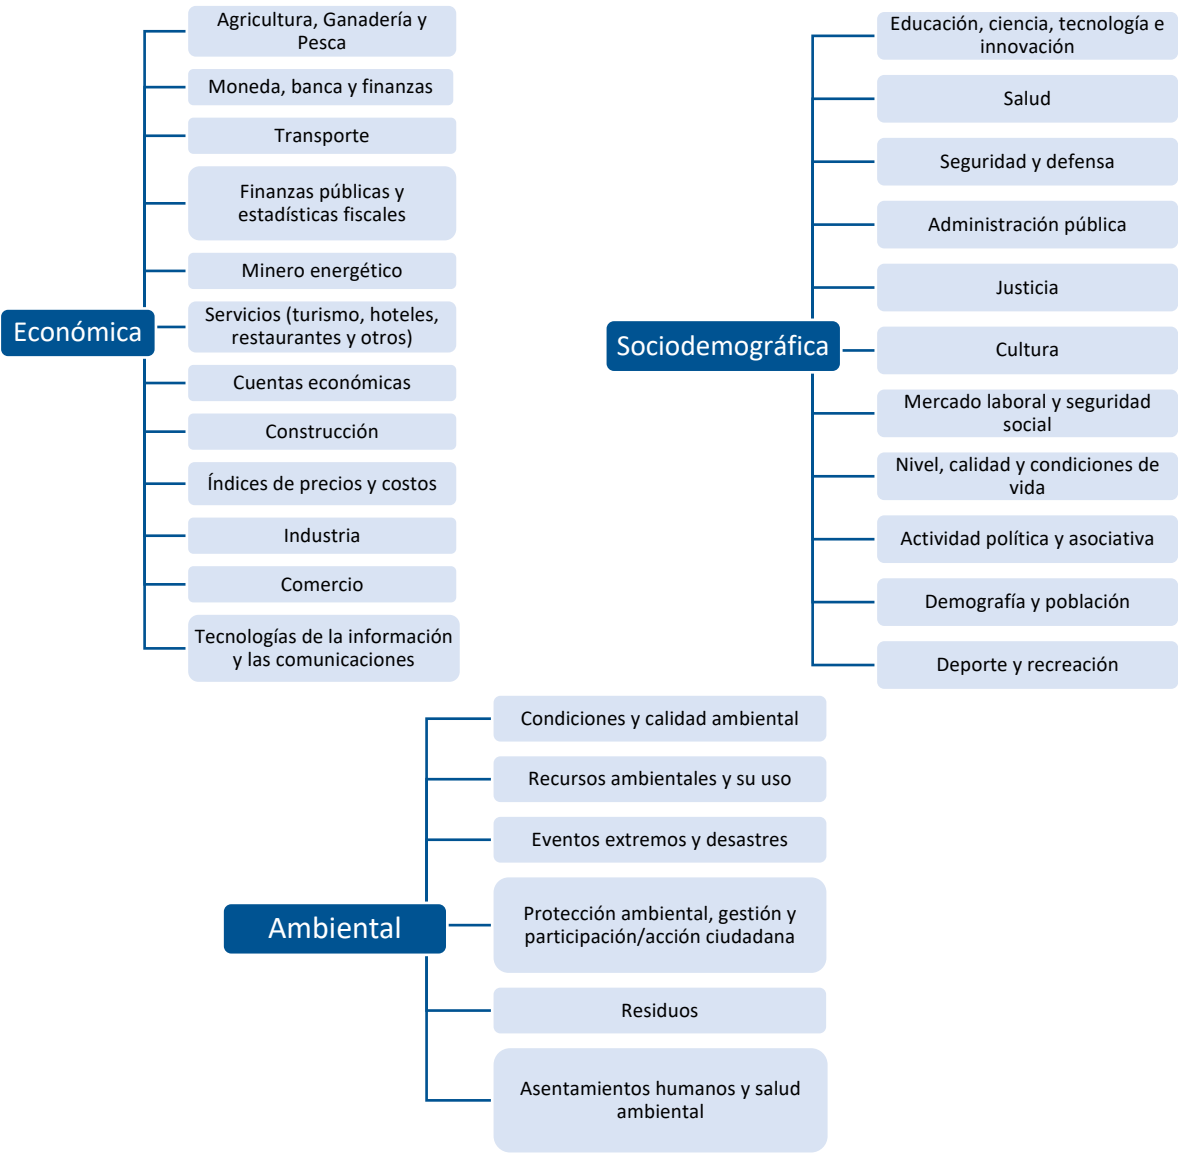 Económica
Agricultura, Ganadería y
Pesca
Moneda, banca y finanzas
Transporte
Finanzas públicas y
estadísticas fiscales
Minero energético
Servicios (turismo, hoteles,
restaurantes y otros)
Cuentas económicas
Construcción
Índices de precios y costos
Industria
Comercio
Tecnologías de la información
y las comunicaciones
Sociodemográfica
Educación, ciencia, tecnología e
innovación
Salud
Seguridad y defensa
Administración pública
Justicia
Cultura
Mercado laboral y seguridad
social
Nivel, calidad y condiciones de
vida
Actividad política y asociativa
Demografía y población
Deporte y recreación
Ambiental
Condiciones y calidad ambiental
Recursos ambientales y su uso
Eventos extremos y desastres
Protección ambiental, gestión y
participación/acción ciudadana
Residuos
Asentamientos humanos y salud
ambiental